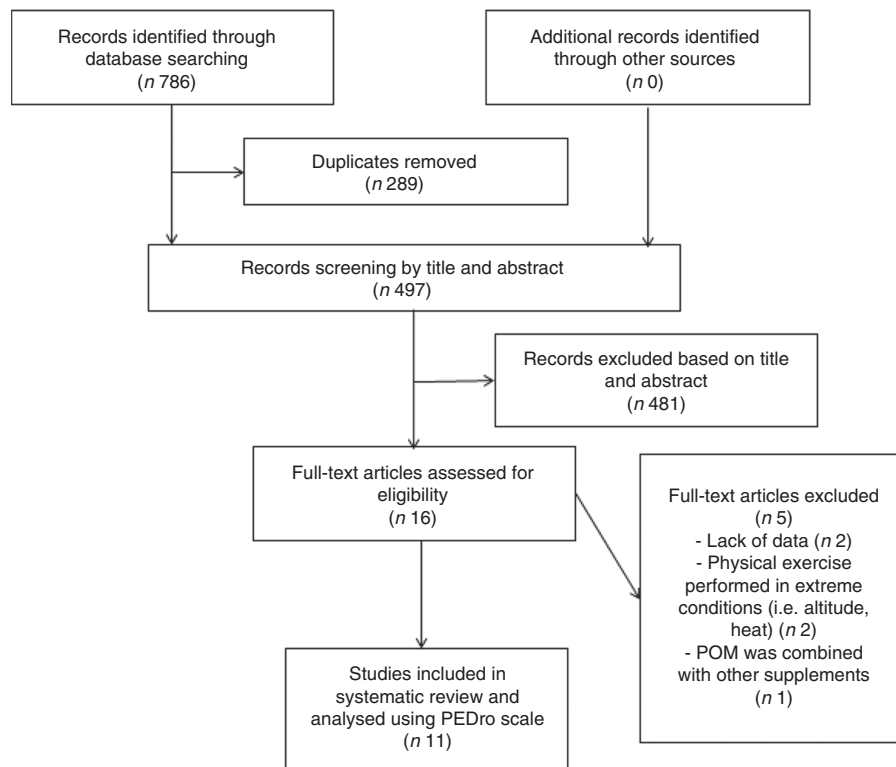 Records identified through
database searching
(n 786)
Additional records identified
through other sources
(n 0)
Duplicates removed
(n 289)
Records screening by title and abstract
(n 497)
Records excluded based on title
and abstract
(n 481)
Full-text articles assessed for
eligibility
(n 16)
Full-text articles excluded
(n 5)
- Lack of data (n 2)
- Physical exercise
performed in extreme
conditions (i.e. altitude,
heat) (n 2)
- POM was combined
with other supplements
(n 1)
Studies included in
systematic review and
analysed using PEDro scale
(n 11)